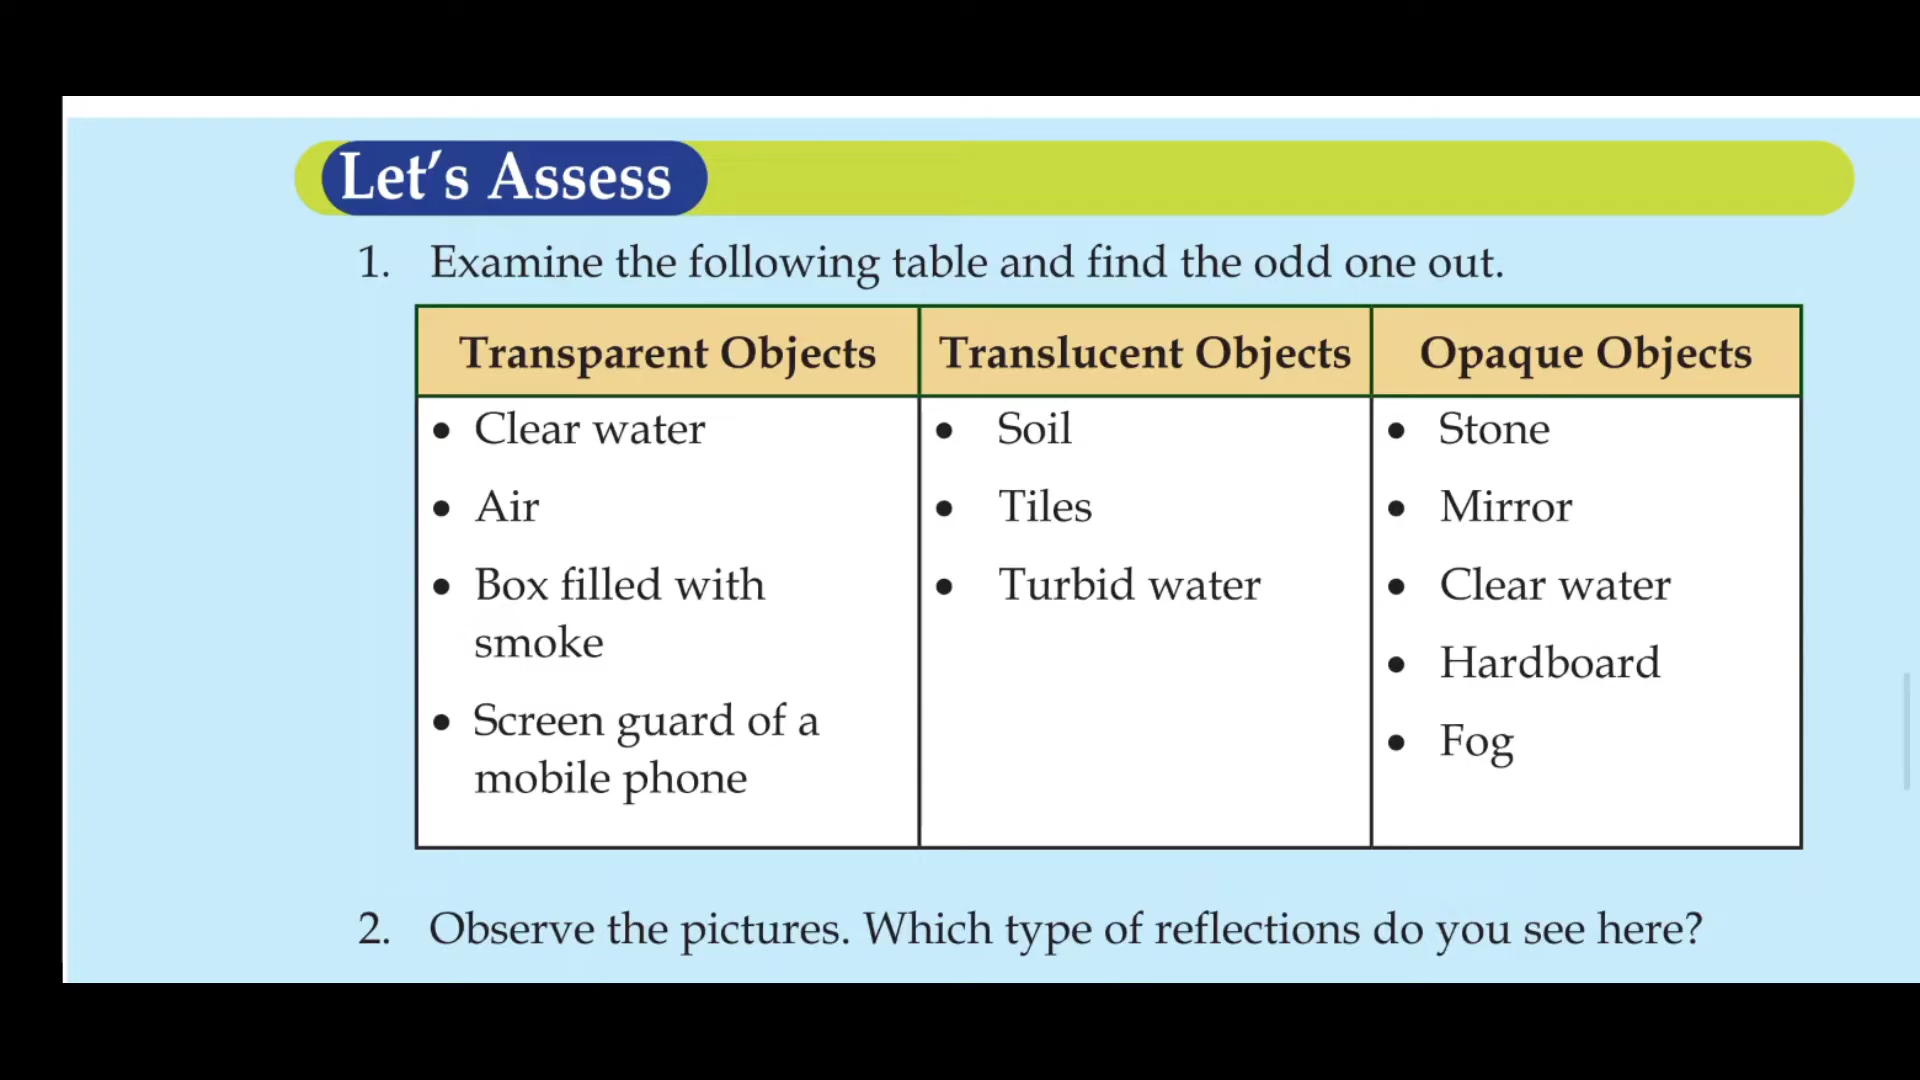 Let’s Assess
1. Examine the following table and find the odd one out.
Transparent Objects
Translucent Objects
Opaque Objects
• Clear water
• Air
• Box filled with
smoke
• Screen guard of a
mobile phone
• Soil
• Tiles
• Turbid water
• Stone
• Mirror
• Clear water
• Hardboard
• Fog
2. Observe the pictures. Which type of reflections do you see here?